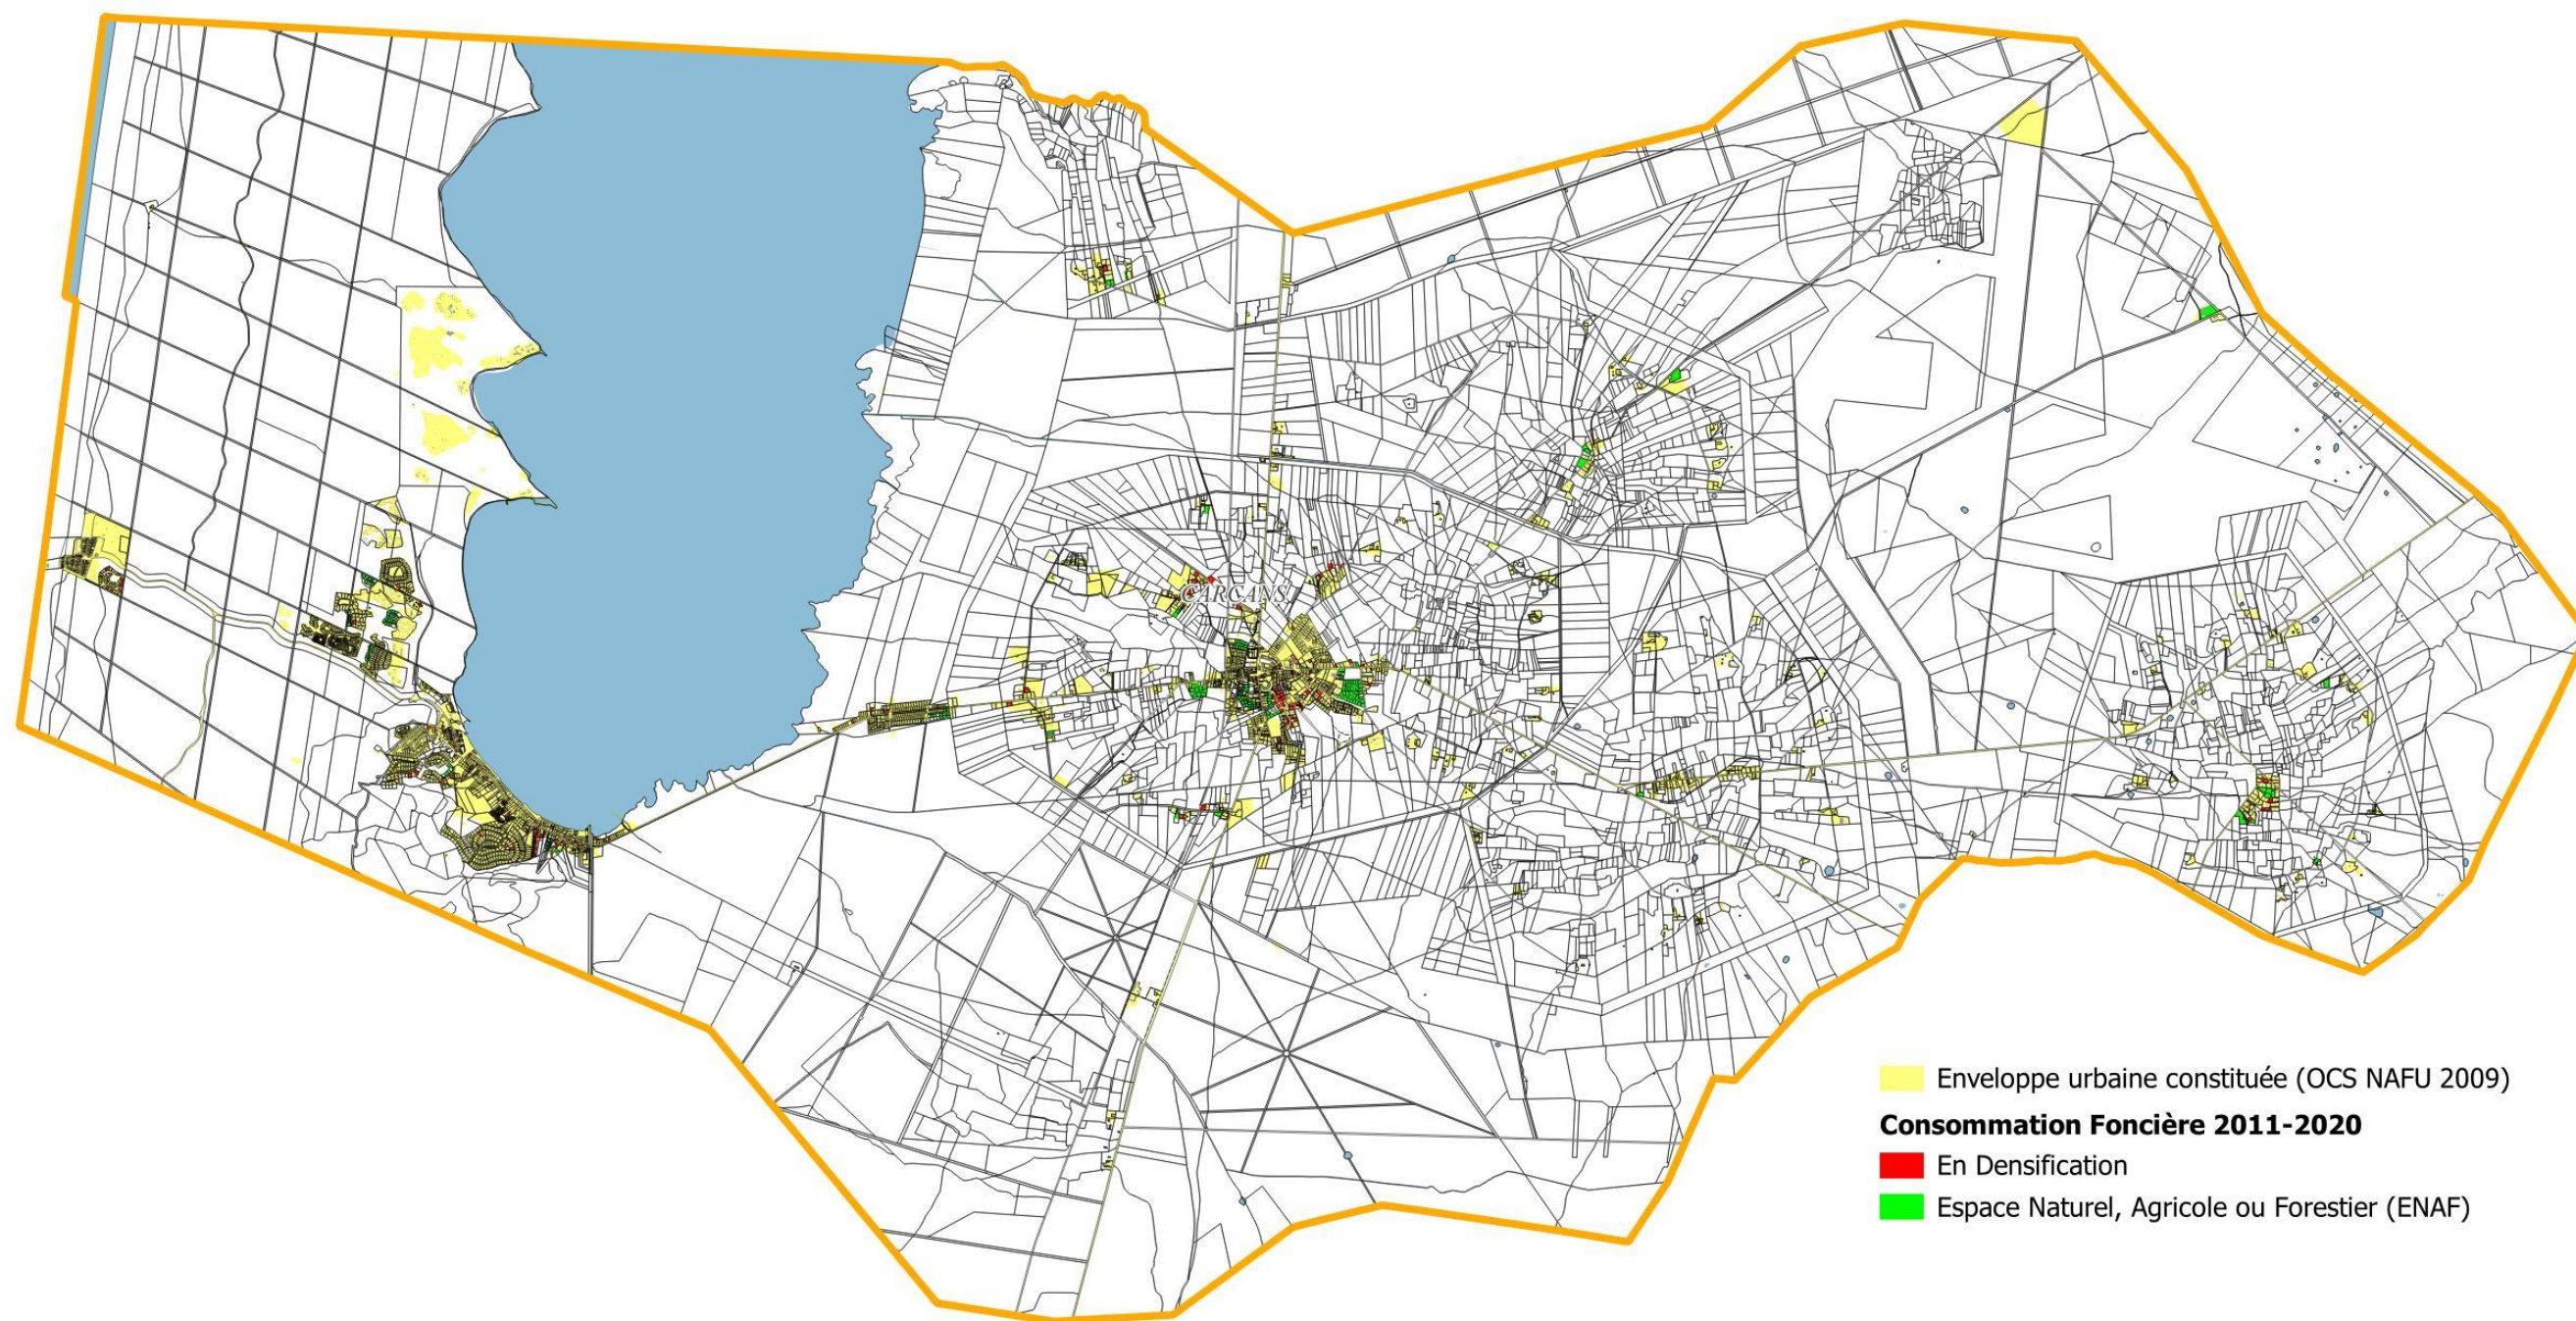 CARCANS
Enveloppe urbaine constituée (OCS NAFU 2009)
Consommation Foncière 2011-2020
En Densification
Espace Naturel, Agricole ou Forestier (ENAF)